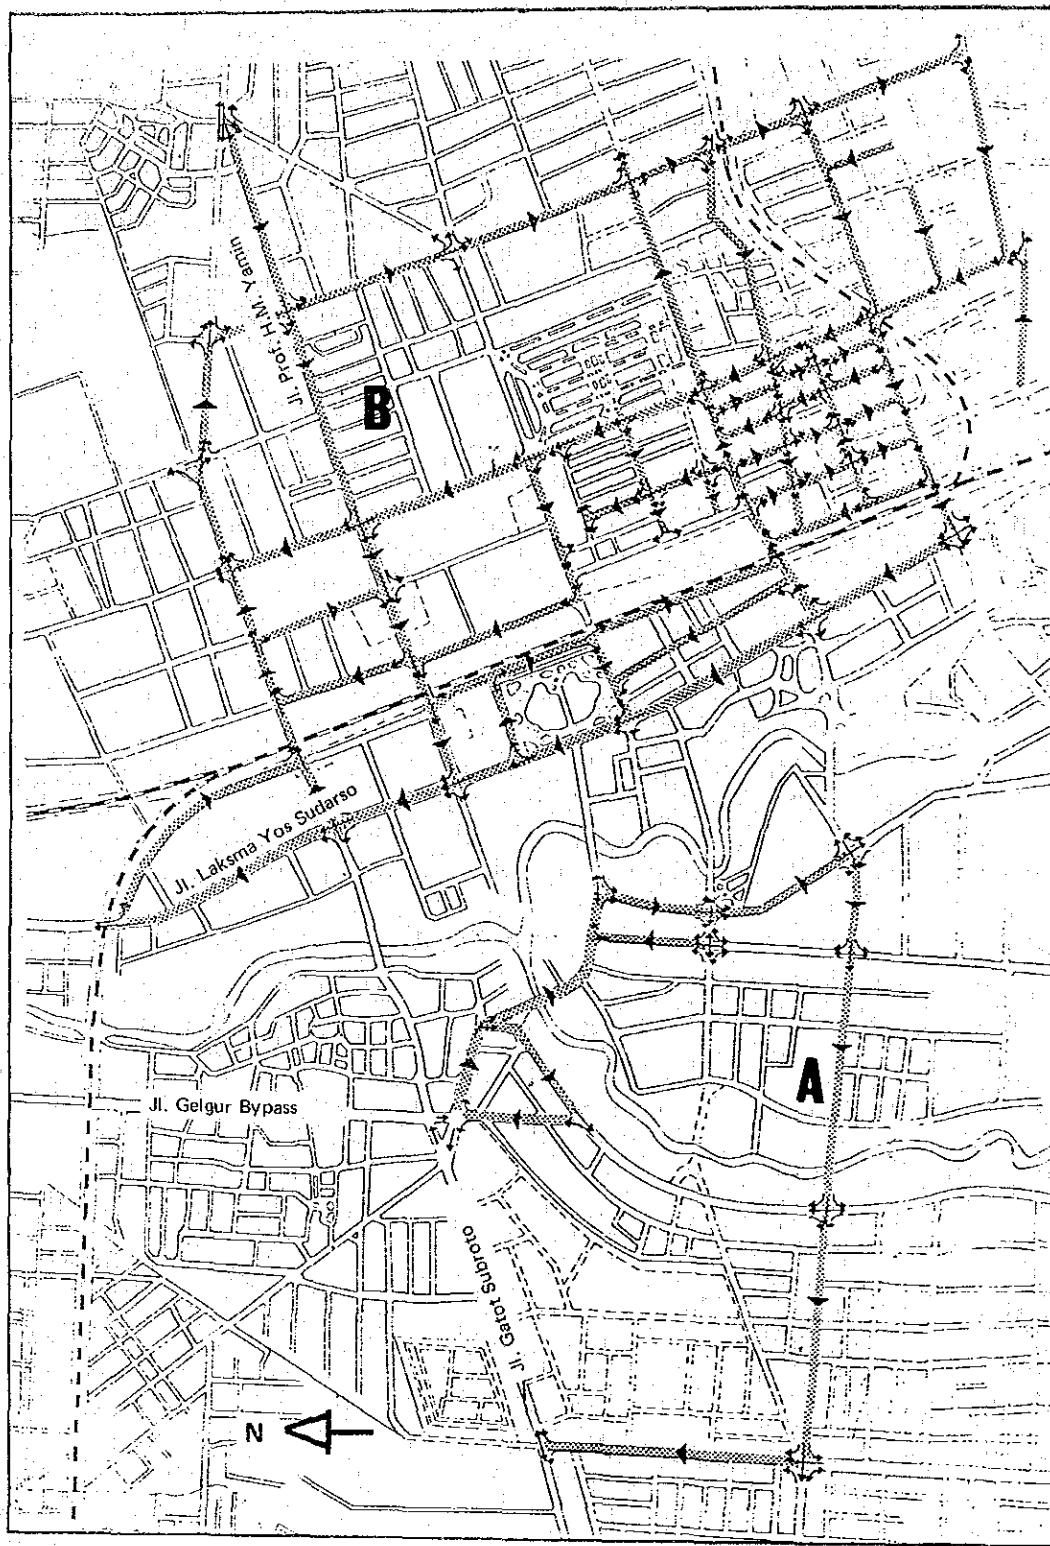 Jl. Prof. H.M. Yamin
B
Jl. Laksma Yos Sudarso
A
Jl. Gelgur Bypass
Jl. Gatot Subroto
N